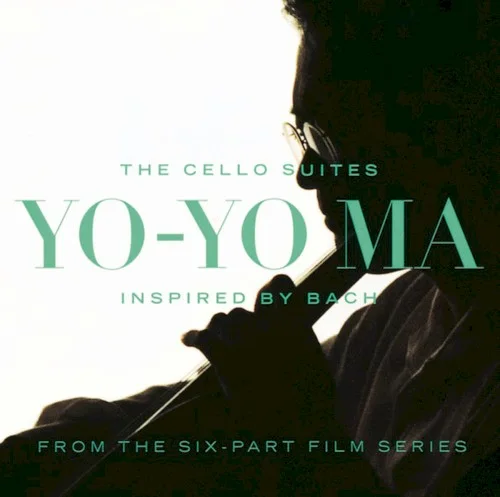 THE CELLO SUITES
YO-YO MA
INSPIRED BY BACH
FROM THE SIX-PART FILM SERIES